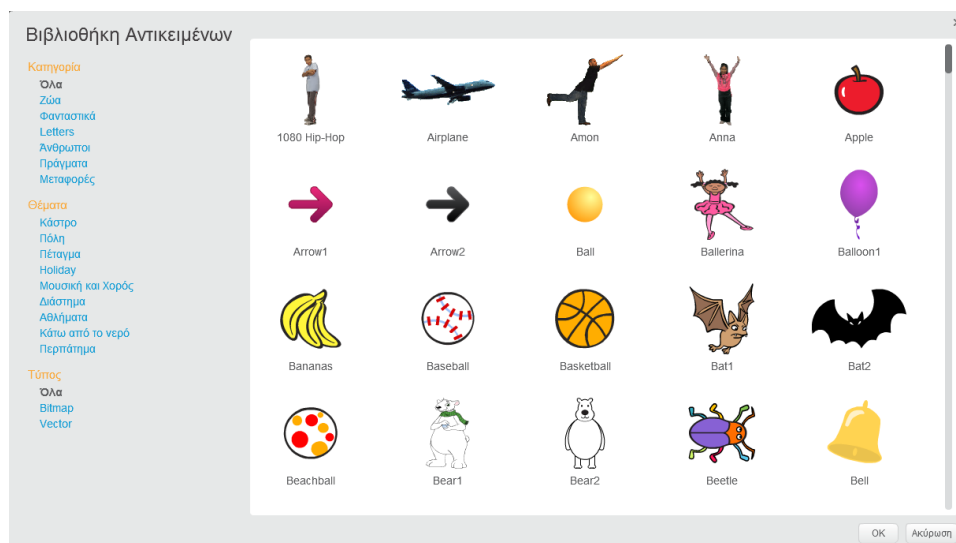 Βιβλιοθήκη Αντικειμένων
Κατηγορία
Όλα
Ζώα
Φανταστικά
Letters
Άνθρωποι
Πράγματα
Μεταφορές
Θέματα
Κάστρο
Πόλη
Πέταγμα
Holiday
Μουσική και Χορός
Διάστημα
Αθλήματα
Κάτω από το νερό
Περπάτημα
Τύπος
Όλα
Bitmap
Vector
1080 Hip-Hop Airplane Amon Anna Apple
Arrow1 Arrow2 Ball Ballerina Balloon1
Bananas Baseball Basketball Bat1 Bat2
Beachball Bear1 Bear2 Beetle Bell
OK Ακύρωση